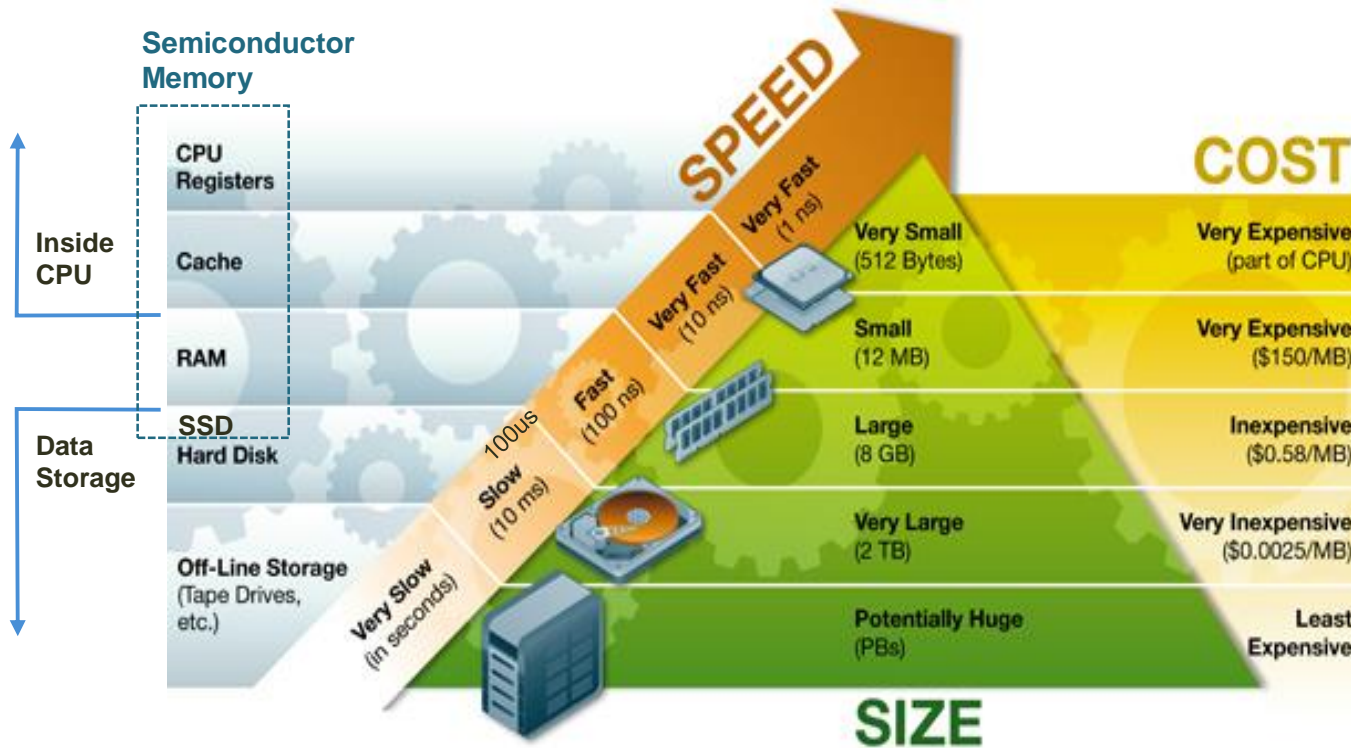 Semiconductor
Memory
Inside
CPU
Data
Storage
CPU
Registers
Cache
RAM
SSD
Hard Disk
Off-Line Storage
(Tape Drives,
etc.)
SPEED
Very Fast
(1 ns)
Very Fast
(10 ns)
Fast
(100 ns)
100us
Slow
(10 ms)
Very Slow
(in seconds)
Very Small
(512 Bytes)
Small
(12 MB)
Large
(8 GB)
Very Large
(2 TB)
Potentially Huge
(PBs)
SIZE
COST
Very Expensive
(part of CPU)
Very Expensive
($150/MB)
Inexpensive
($0.58/MB)
Very Inexpensive
($0.0025/MB)
Least
Expensive